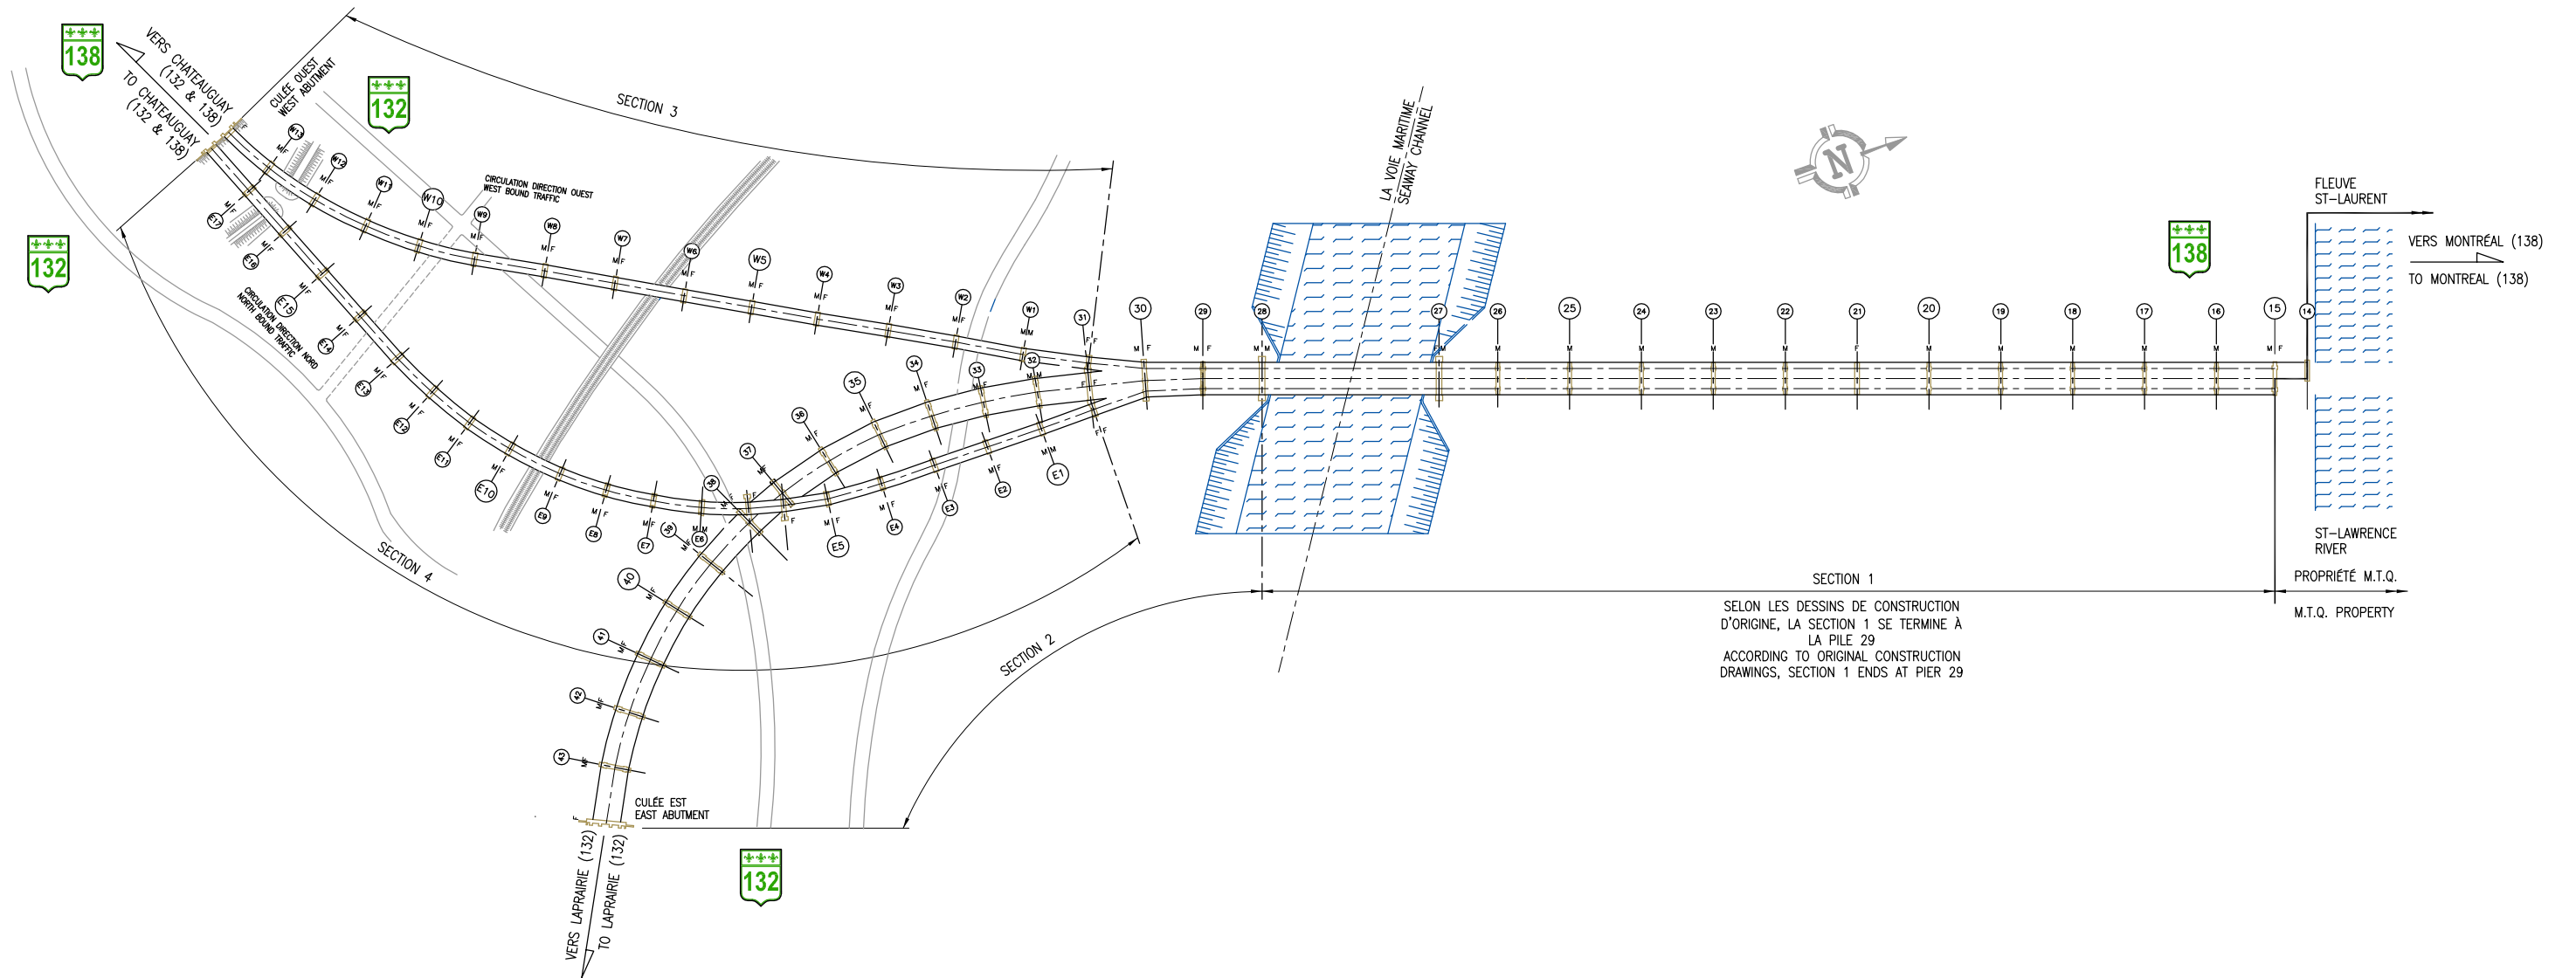 138
VERS CHATEAUGUAY
(132 & 138)
TO CHATEAUGUAY
(132 & 138)
CULÉE OUEST
WEST ABUTMENT
132
132
SECTION 3
CIRCULATION DIRECTION OUEST
WEST BOUND TRAFFIC
CIRCULATION DIRECTION NORD
NORTH BOUND TRAFFIC
W13
W12
W11
W10
W9
W8
W7
W6
W5
W4
W3
W2
W1
31
30
29
28
27
26
25
24
23
22
21
20
19
18
17
16
15
14
E17
E16
E15
E14
E13
E12
E11
E10
E9
E8
E7
E6
E5
E4
E3
E2
E1
32
33
34
35
36
37
38
39
40
41
42
43
LA VOIE MARITIME
SEAWAY CHANNEL
N
138
FLEUVE
ST-LAURENT
VERS MONTRÉAL (138)
TO MONTREAL (138)
ST-LAWRENCE
RIVER
PROPRIÉTÉ M.T.Q.
M.T.Q. PROPERTY
SECTION 1
SELON LES DESSINS DE CONSTRUCTION
D'ORIGINE, LA SECTION 1 SE TERMINE À
LA PILE 29
ACCORDING TO ORIGINAL CONSTRUCTION
DRAWINGS, SECTION 1 ENDS AT PIER 29
SECTION 2
SECTION 4
CULÉE EST
EAST ABUTMENT
VERS LAPRAIRIE (132)
TO LAPRAIRIE (132)
132